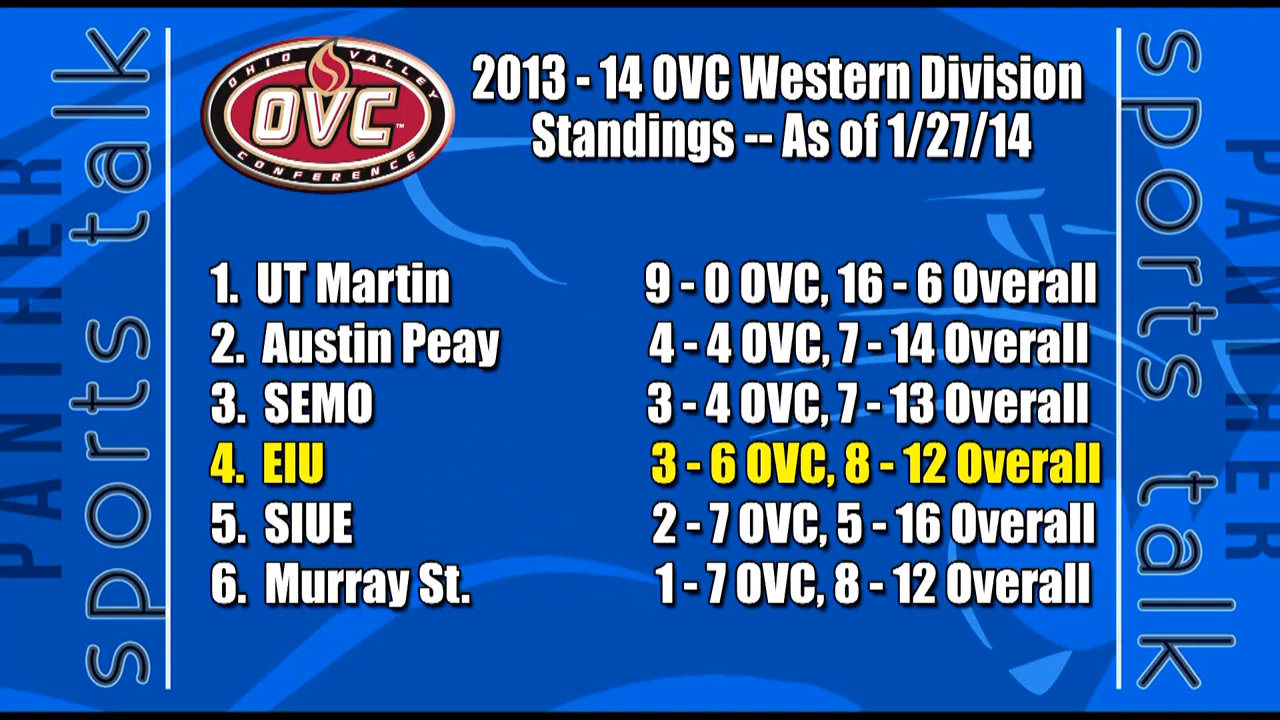 OHIO VALLEY
OVC™
CONFERENCE
2013 - 14 OVC Western Division
Standings -- As of 1/27/14
1. UT Martin 9 - 0 OVC, 16 - 6 Overall
2. Austin Peay 4 - 4 OVC, 7 - 14 Overall
3. SEMO 3 - 4 OVC, 7 - 13 Overall
4. EIU 3 - 6 OVC, 8 - 12 Overall
5. SIUE 2 - 7 OVC, 5 - 16 Overall
6. Murray St. 1 - 7 OVC, 8 - 12 Overall
PANTHER
sports talk
PANTHER
sports talk